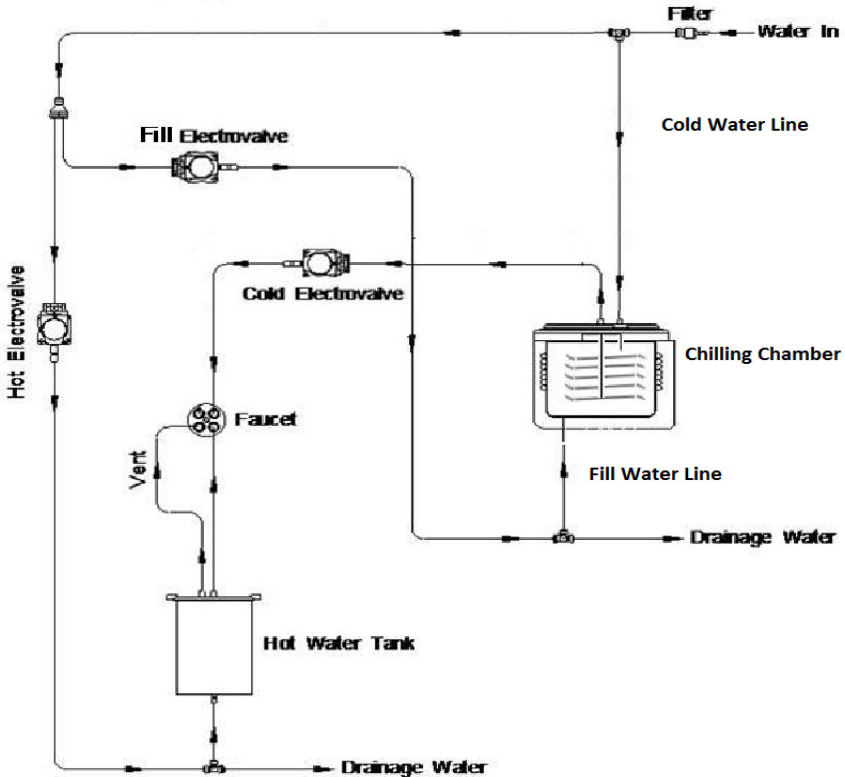 Filter
Water In
Cold Water Line
Fill Electrovalve
Cold Electrovalve
Hot Electrovalve
Chilling Chamber
Faucet
Vent
Fill Water Line
Drainage Water
Hot Water Tank
Drainage Water